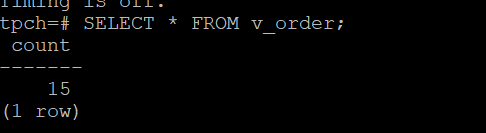 Timing is off.
tpch=# SELECT * FROM v_order;
 count
-------
    15
(1 row)